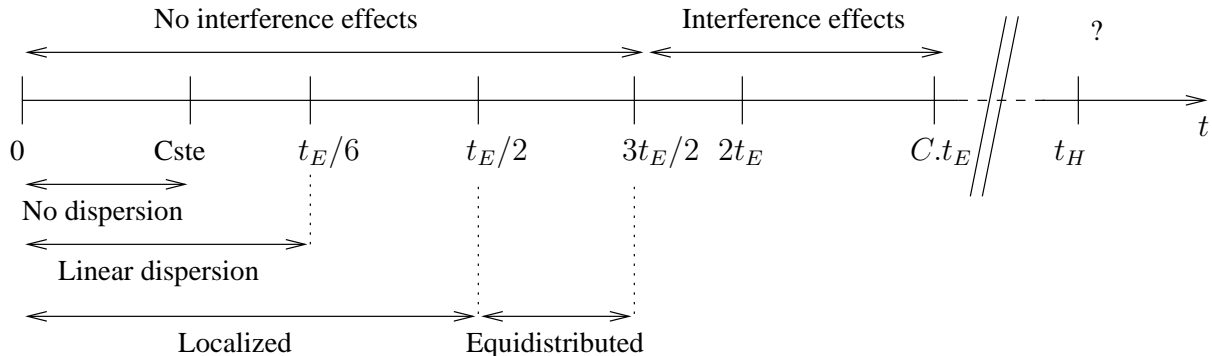 No interference effects
Interference effects
?
0
Cste
t_E/6
t_E/2
3t_E/2
2t_E
C.t_E
t_H
t
No dispersion
Linear dispersion
Localized
Equidistributed